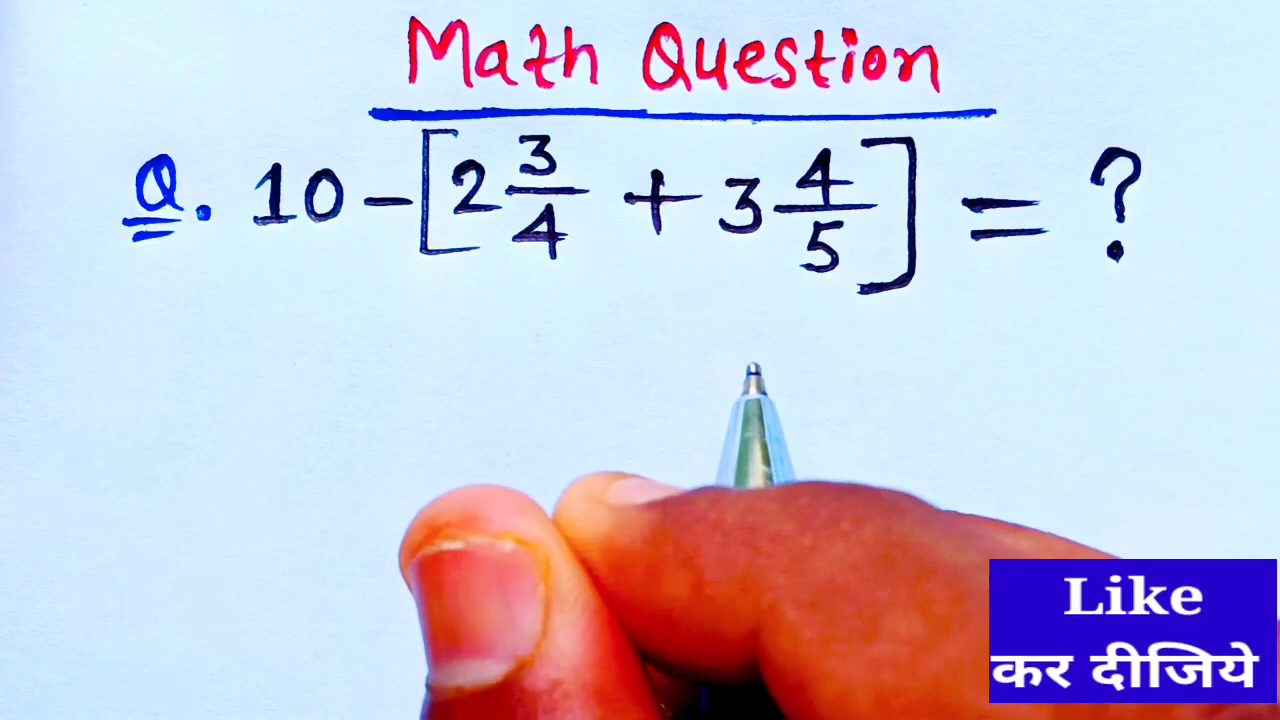 Math Question
Q. 10 - [2 3/4 + 3 4/5] = ?
Like
कर दीजिये